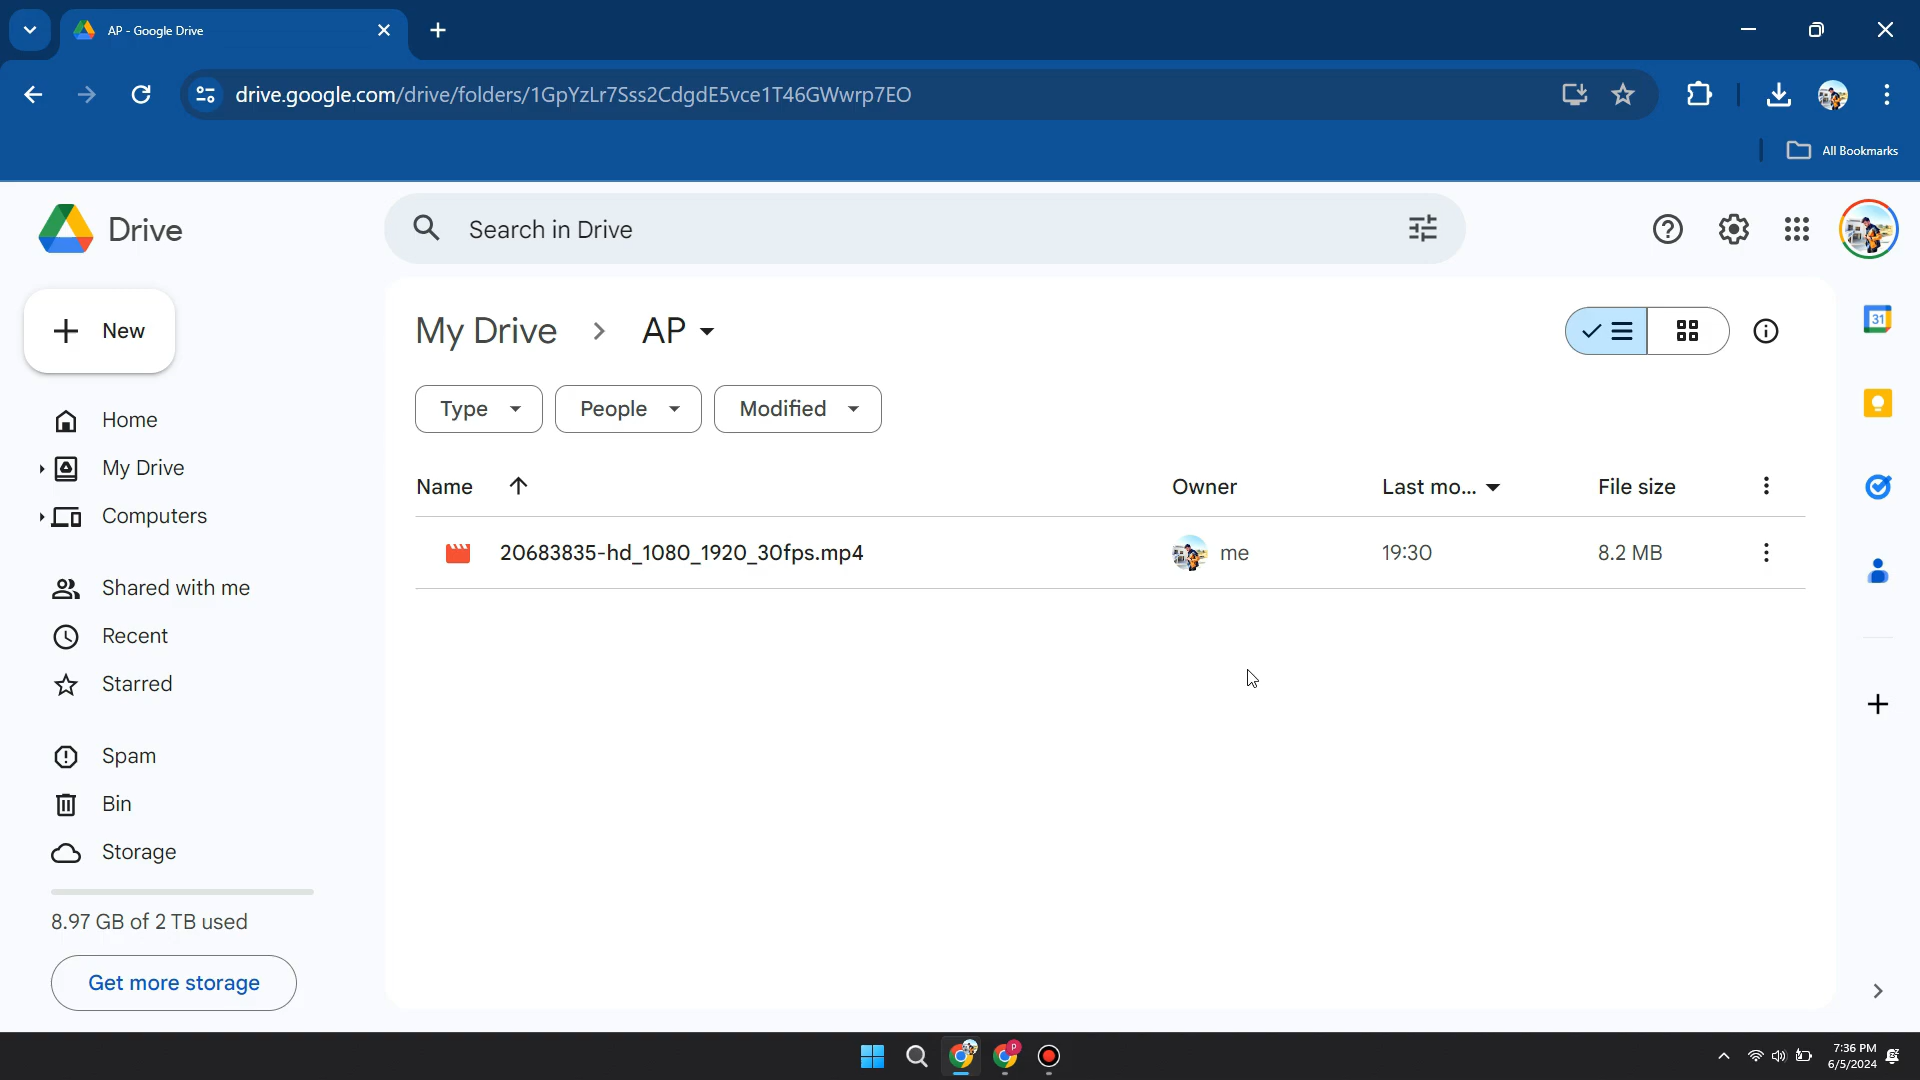 AP - Google Drive
drive.google.com/drive/folders/1GpYzLr7Sss2CdgdE5vce1T46GWwrp7EO
All Bookmarks
Drive
Search in Drive
31
New
My Drive
AP
Type
People
Modified
Home
My Drive
Computers
Shared with me
Recent
Starred
Spam
Bin
Storage
8.97 GB of 2 TB used
Get more storage
Name
Owner
Last mo...
File size
20683835-hd_1080_1920_30fps.mp4
me
19:30
8.2 MB
P
7:36 PM
6/5/2024